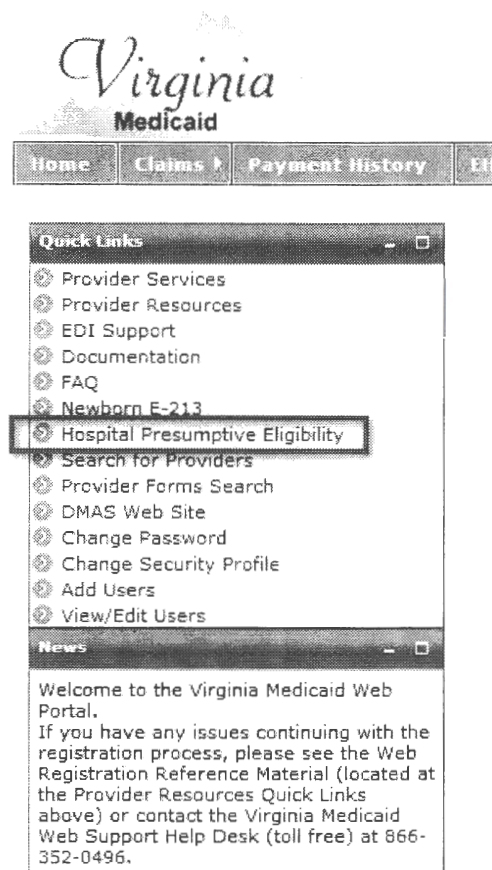 Virginia
Medicaid
Home Claims Payment History
Quick Links
Provider Services
Provider Resources
EDI Support
Documentation
FAQ
Newborn E-213
Hospital Presumptive Eligibility
Search for Providers
Provider Forms Search
DMAS Web Site
Change Password
Change Security Profile
Add Users
View/Edit Users
News
Welcome to the Virginia Medicaid Web
Portal.
If you have any issues continuing with the
registration process, please see the Web
Registration Reference Material (located at
the Provider Resources Quick Links
above) or contact the Virginia Medicaid
Web Support Help Desk (toll free) at 866-
352-0496.